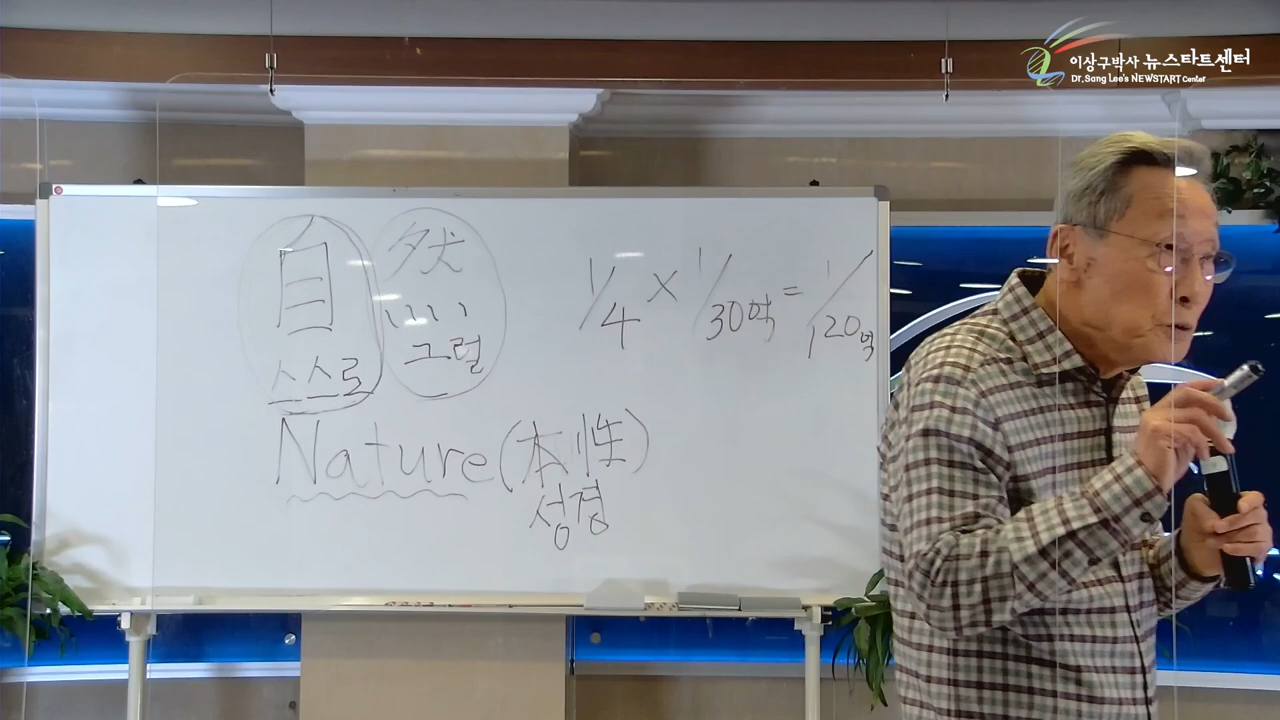 이상구박사 뉴스타트센터
Dr. Sang Lee's NEWSTART Center
自然
스스로 그럴
1/4 × 1/30억 = 1/120억
Nature (本性)
성경